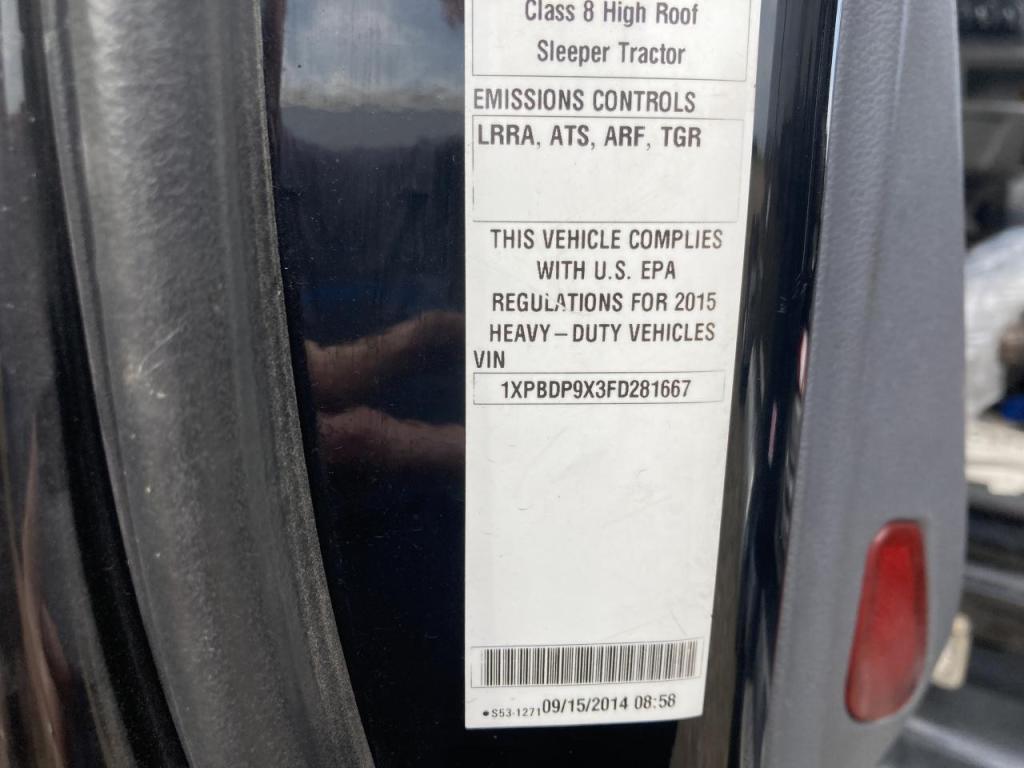 Class 8 High Roof
Sleeper Tractor
EMISSIONS CONTROLS
LRRA, ATS, ARF, TGR
THIS VEHICLE COMPLIES
WITH U.S. EPA
REGULATIONS FOR 2015
HEAVY-DUTY VEHICLES
VIN
1XPBDP9X3FD281667
•S53-1271 09/15/2014 08:58